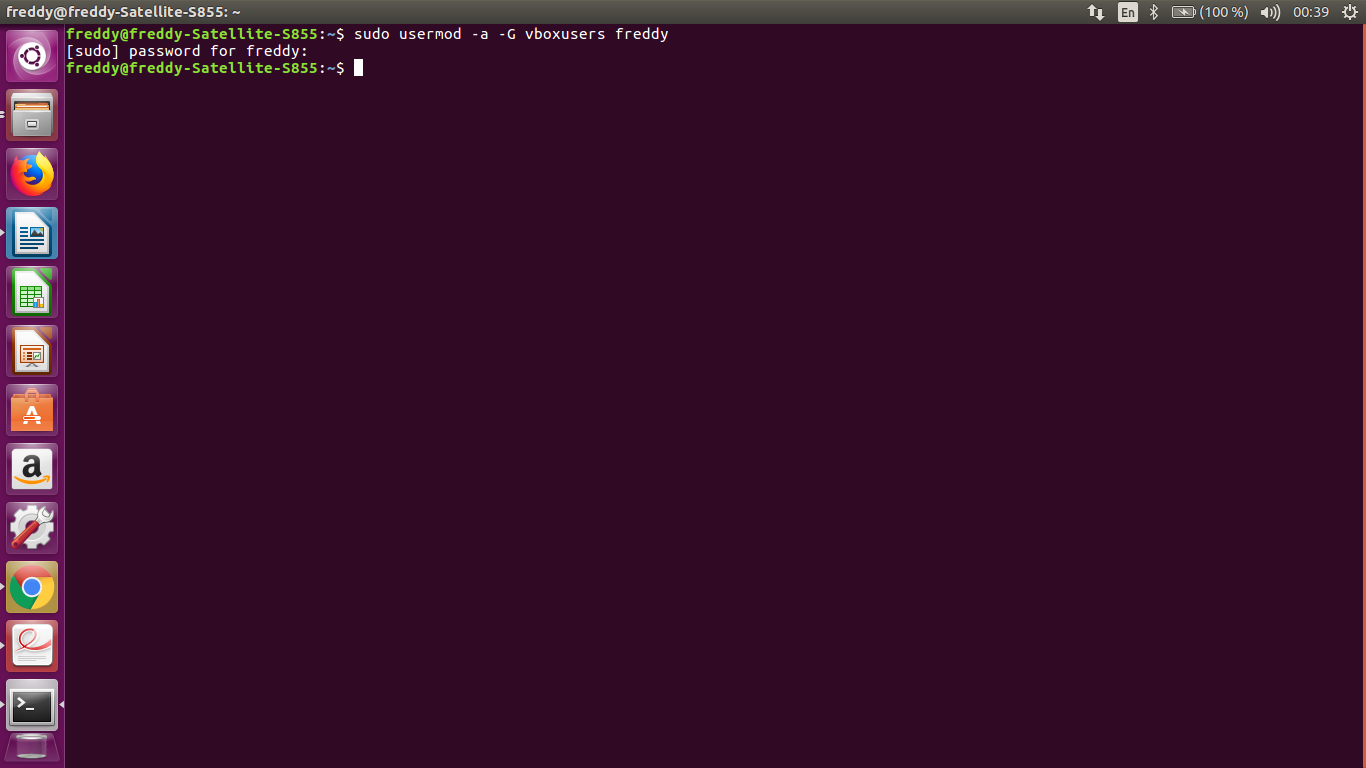 freddy@freddy-Satellite-S855: ~
En
(100 %)
00:39
freddy@freddy-Satellite-S855:~$ sudo usermod -a -G vboxusers freddy
[sudo] password for freddy:
freddy@freddy-Satellite-S855:~$
A
a
>_